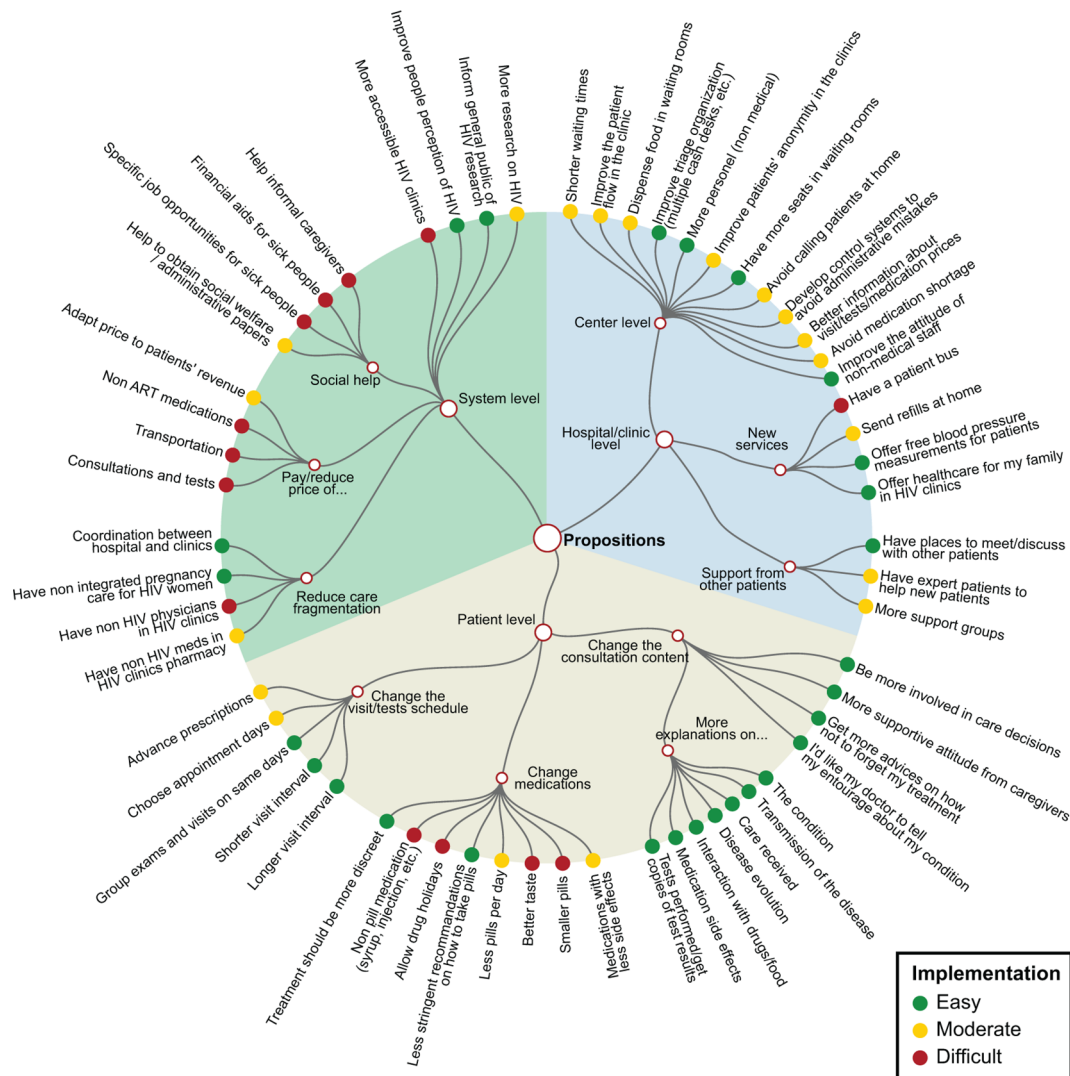 More accessible HIV clinics
Improve people perception of HIV
Inform general public of
HIV research
More research on HIV
Help informal caregivers
Financial aids for sick people
Specific job opportunities for sick people
Help to obtain social welfare
/ administrative papers
Social help
System level
Adapt price to patients' revenue
Non ART medications
Transportation
Consultations and tests
Pay/reduce
price of...
Coordination between
hospital and clinics
Have non integrated pregnancy
care for HIV women
Have non HIV physicians
in HIV clinics
Have non HIV meds in
HIV clinics pharmacy
Reduce care
fragmentation
Shorter waiting times
Improve the patient
flow in the clinic
Dispense food in waiting rooms
Improve triage organization
(multiple cash desks, etc.)
More personel (non medical)
Improve patients' anonymity in the clinics
Have more seats in waiting rooms
Avoid calling patients at home
Develop control systems to
avoid administrative mistakes
Better information about
visit/tests/medication prices
Avoid medication shortage
Improve the attitude of
non-medical staff
Center level
Hospital/clinic
level
New
services
Have a patient bus
Send refills at home
Offer free blood pressure
measurements for patients
Offer healthcare for my family
in HIV clinics
Support from
other patients
Have places to meet/discuss
with other patients
Have expert patients to
help new patients
More support groups
Propositions
Patient level
Change the
consultation content
Be more involved in care decisions
More supportive attitude from caregivers
Get more advices on how
not to forget my treatment
I'd like my doctor to tell
my entourage about my condition
More
explanations on...
The condition
Transmission of the disease
Care received
Disease evolution
Interaction with drugs/food
Medication side effects
Tests performed/get
copies of test results
Change the
visit/tests schedule
Advance prescriptions
Choose appointment days
Group exams and visits on same days
Shorter visit interval
Longer visit interval
Change
medications
Treatment should be more discreet
Non pill medication
(syrup, injection, etc.)
Allow drug holidays
Less stringent recommandations
on how to take pills
Less pills per day
Better taste
Smaller pills
Medications with
less side effects
Implementation
Easy
Moderate
Difficult